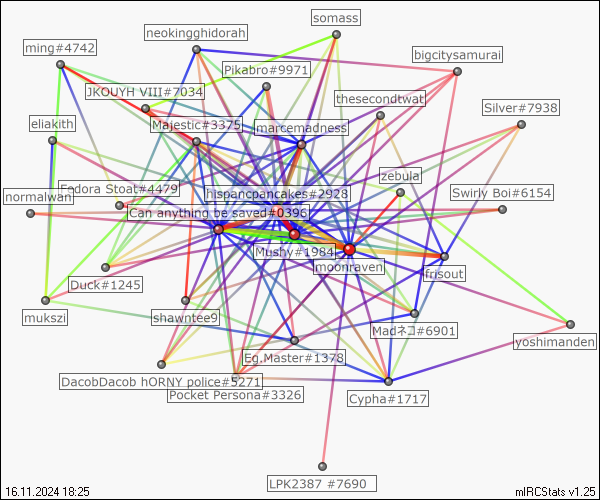 somass
neokingghidorah
ming#4742
bigcitysamurai
Pikabro#9971
JKOUYH VIII#7034
thesecondtwat
Silver#7938
eliakith
Majestic#3375
marcemadness
zebula
Fedora Stoat#4479
hispancpancakes#2928
Swirly Boi#6154
normalwan
Can anything be saved#0396
Mushy#1984
moonraven
frisout
Duck#1245
mukszi
shawntee9
Madネコ#6901
yoshimanden
Eg.Master#1378
DacobDacob hORNY police#5271
Pocket Persona#3326
Cypha#1717
LPK2387 #7690
16.11.2024 18:25
mIRCStats v1.25